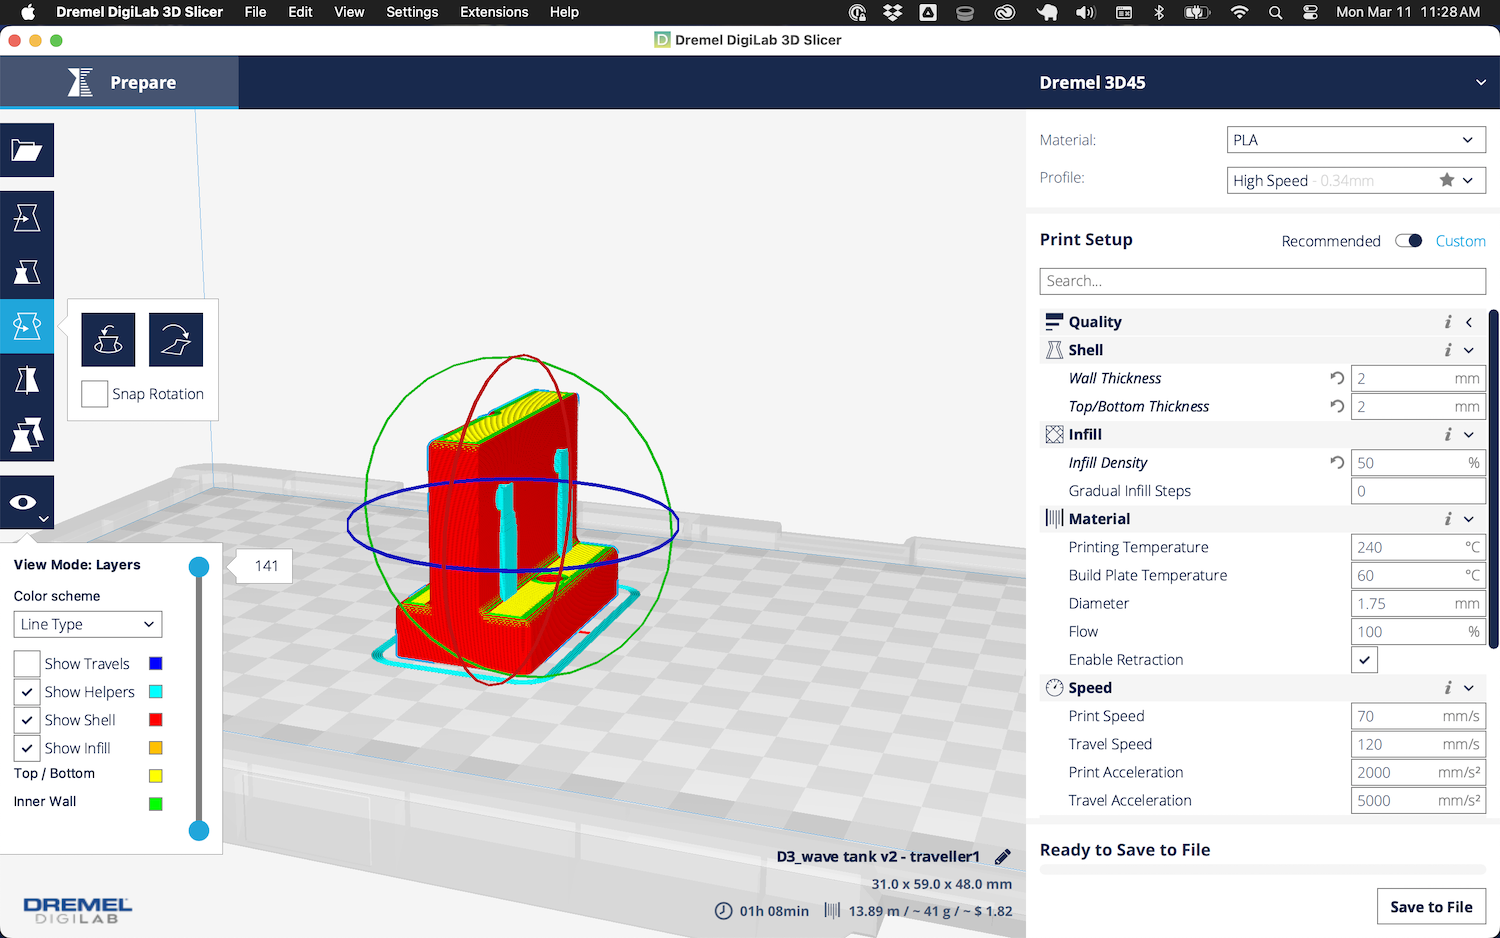 Dremel DigiLab 3D Slicer File Edit View Settings Extensions Help Mon Mar 11 11:28 AM
Dremel DigiLab 3D Slicer
Prepare
Dremel 3D45
Material: PLA
Profile: High Speed - 0.34mm
Print Setup Recommended Custom
Search...
Quality
Shell
Wall Thickness 2 mm
Top/Bottom Thickness 2 mm
Infill
Infill Density 50 %
Gradual Infill Steps 0
Material
Printing Temperature 240 °C
Build Plate Temperature 60 °C
Diameter 1.75 mm
Flow 100 %
Enable Retraction
Speed
Print Speed 70 mm/s
Travel Speed 120 mm/s
Print Acceleration 2000 mm/s²
Travel Acceleration 5000 mm/s²
Ready to Save to File
Save to File
Snap Rotation
View Mode: Layers
141
Color scheme
Line Type
Show Travels
Show Helpers
Show Shell
Show Infill
Top / Bottom
Inner Wall
D3_wave tank v2 - traveller1
31.0 x 59.0 x 48.0 mm
01h 08min 13.89 m / ~ 41 g / ~ $ 1.82
DREMEL
DIGILAB